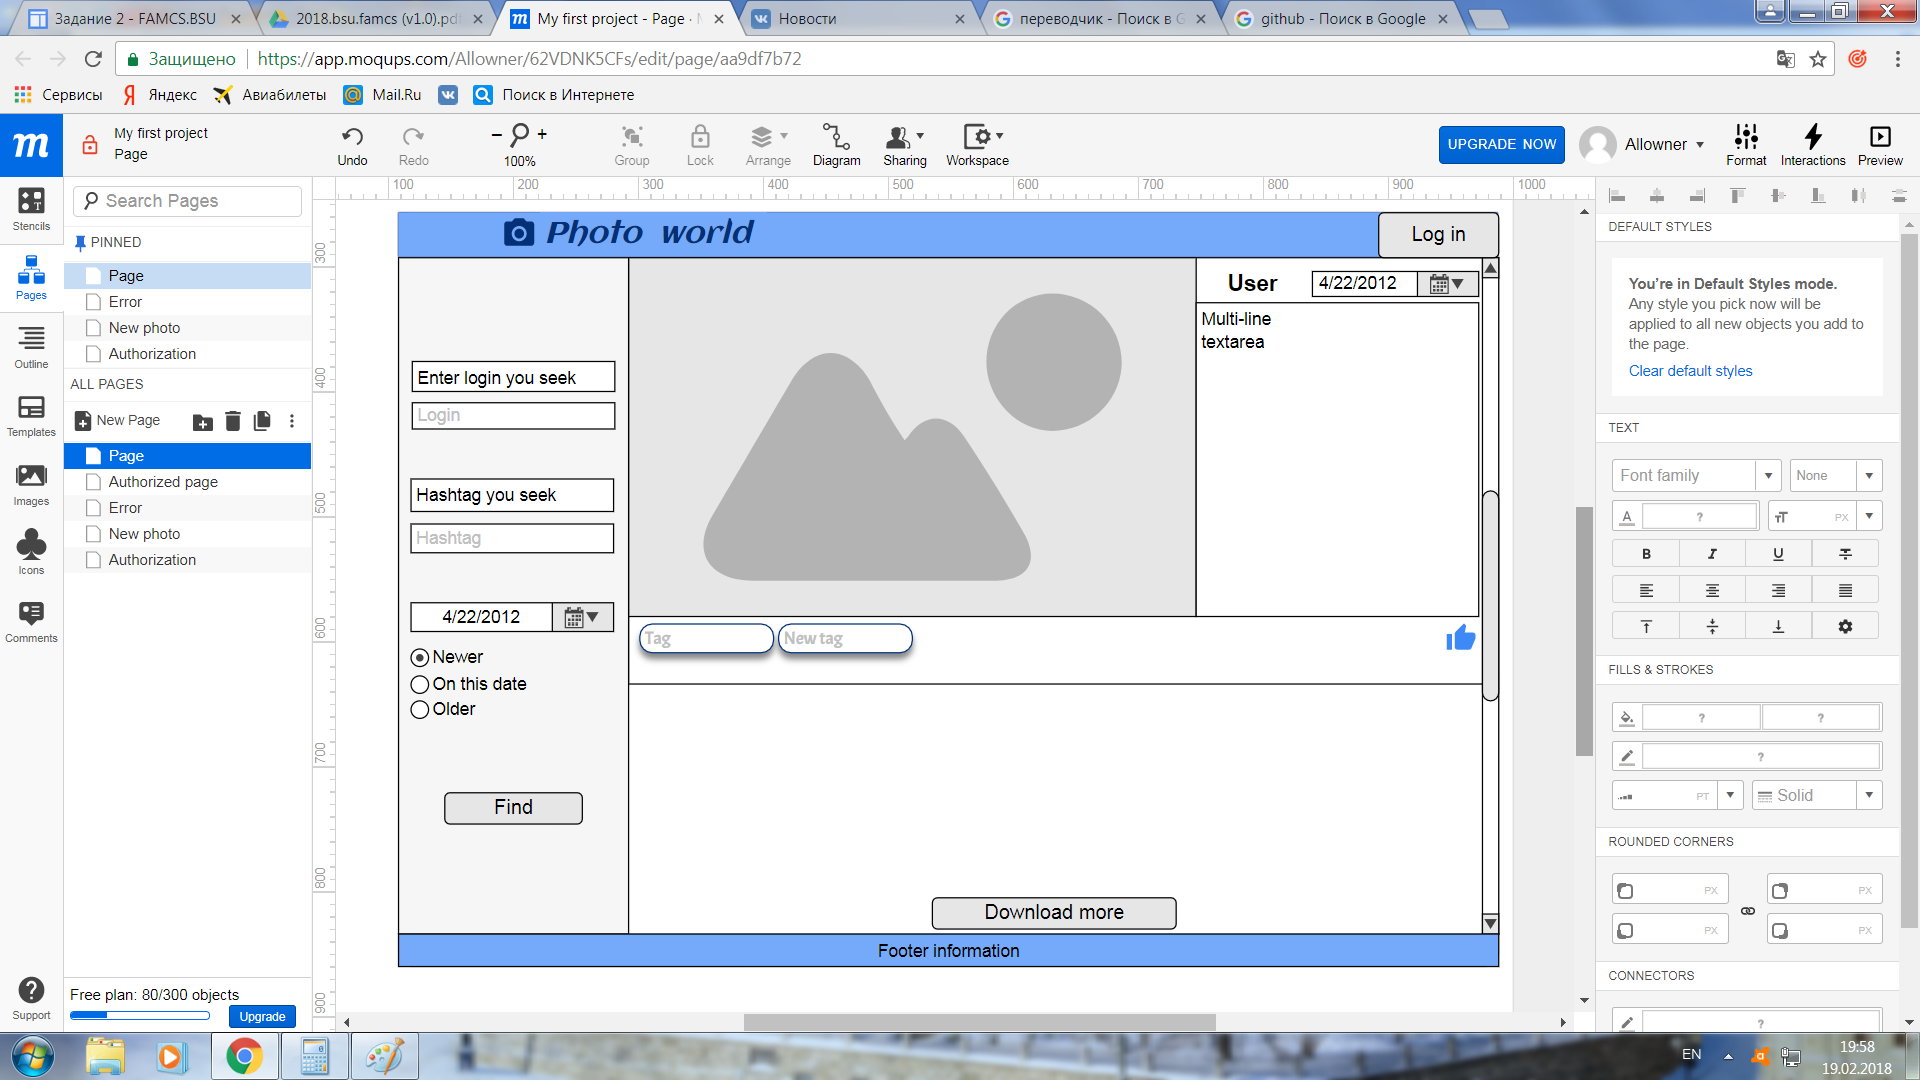 Задание 2 - FAMCS.BSU
2018.bsu.famcs (v1.0).pd
My first project - Page ·
Новости
переводчик - Поиск в G
github - Поиск в Google
Защищено
https://app.moqups.com/Allowner/62VDNK5CFs/edit/page/aa9df7b72
Сервисы
Яндекс
Авиабилеты
Mail.Ru
Поиск в Интернете
My first project
Page
Undo
Redo
100%
Group
Lock
Arrange
Diagram
Sharing
Workspace
UPGRADE NOW
Allowner
Format
Interactions
Preview
Stencils
Pages
Outline
Templates
Images
Icons
Comments
Support
Search Pages
PINNED
Page
Error
New photo
Authorization
ALL PAGES
New Page
Page
Authorized page
Error
New photo
Authorization
Free plan: 80/300 objects
Upgrade
100
200
300
400
500
600
700
800
900
1000
300
400
500
600
700
800
900
Photo world
Log in
Enter login you seek
Login
Hashtag you seek
Hashtag
4/22/2012
Newer
On this date
Older
Find
User
4/22/2012
Multi-line
textarea
Tag
New tag
Download more
Footer information
DEFAULT STYLES
You're in Default Styles mode.
Any style you pick now will be
applied to all new objects you add to
the page.
Clear default styles
TEXT
Font family
None
A
?
тT
PX
B
I
U
FILLS & STROKES
?
?
?
PT
Solid
ROUNDED CORNERS
PX
PX
PX
PX
CONNECTORS
?
EN
19:58
19.02.2018